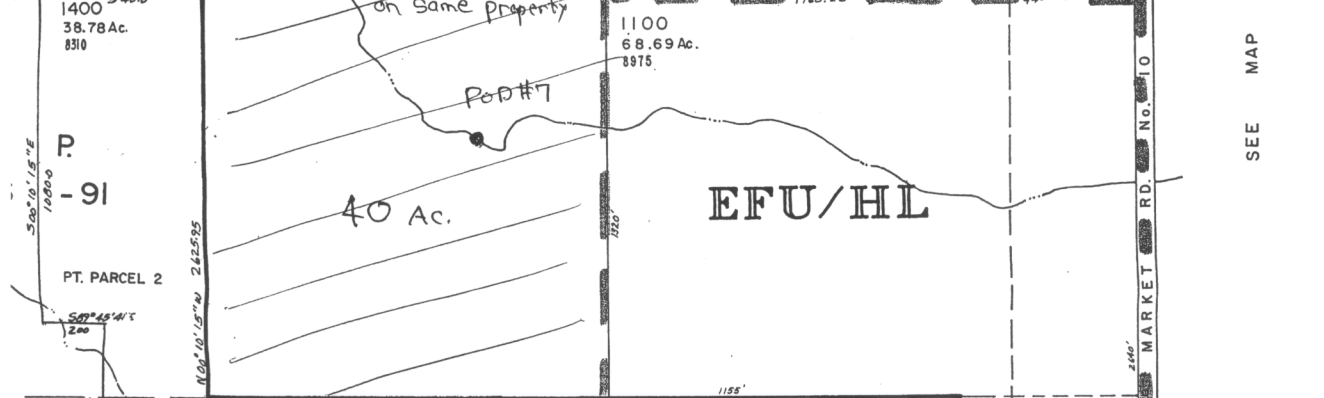 1400
38.78 Ac.
8310
on same property
1100
68.69 Ac.
8975
POD#7
P.
-91
S00°10'15"E
1080.0
40 Ac.
EFU/HL
1320'
N00°10'15"W 2625.95
PT. PARCEL 2
S89°45'41"E
200
1155'
2640'
MARKET RD. No. 10
SEE MAP